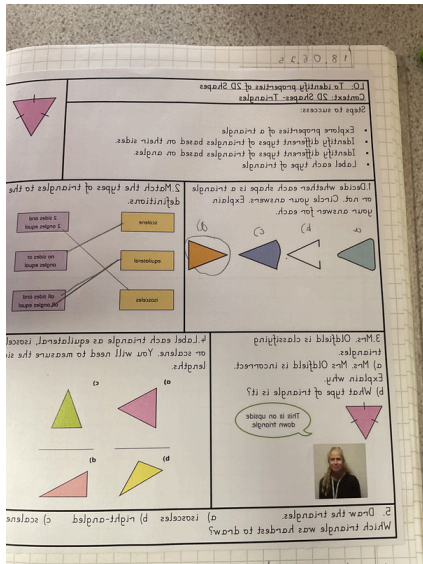 18.06.25
LO: To identify properties of 2D Shapes
Context: 2D Shapes- Triangles
Steps to success:
Explore properties of a triangle
Identify different types of triangles based on their sides.
Identify different types of triangles based on angles.
Label each type of triangle
1.Decide whether each shape is a triangle
or not. Circle your answers. Explain
your answer for each.
a b) c) d)
2.Match the types of triangles to the
definitions.
scalene
equilateral
isosceles
2 sides and
2 angles equal
no sides or
angles equal
all sides and
all angles equal
3.Mrs. Oldfield is classifying
triangles.
a) Mrs. Mrs Oldfield is incorrect.
Explain why.
b) What type of triangle is it?
This is an upside
down triangle
4.Label each triangle as equilateral, isoscel
or scalene. You will need to measure the si
lengths.
a)
c)
d)
b)
5. Draw the triangles. a) isosceles b) right-angled c) scalene
Which triangle was hardest to draw?